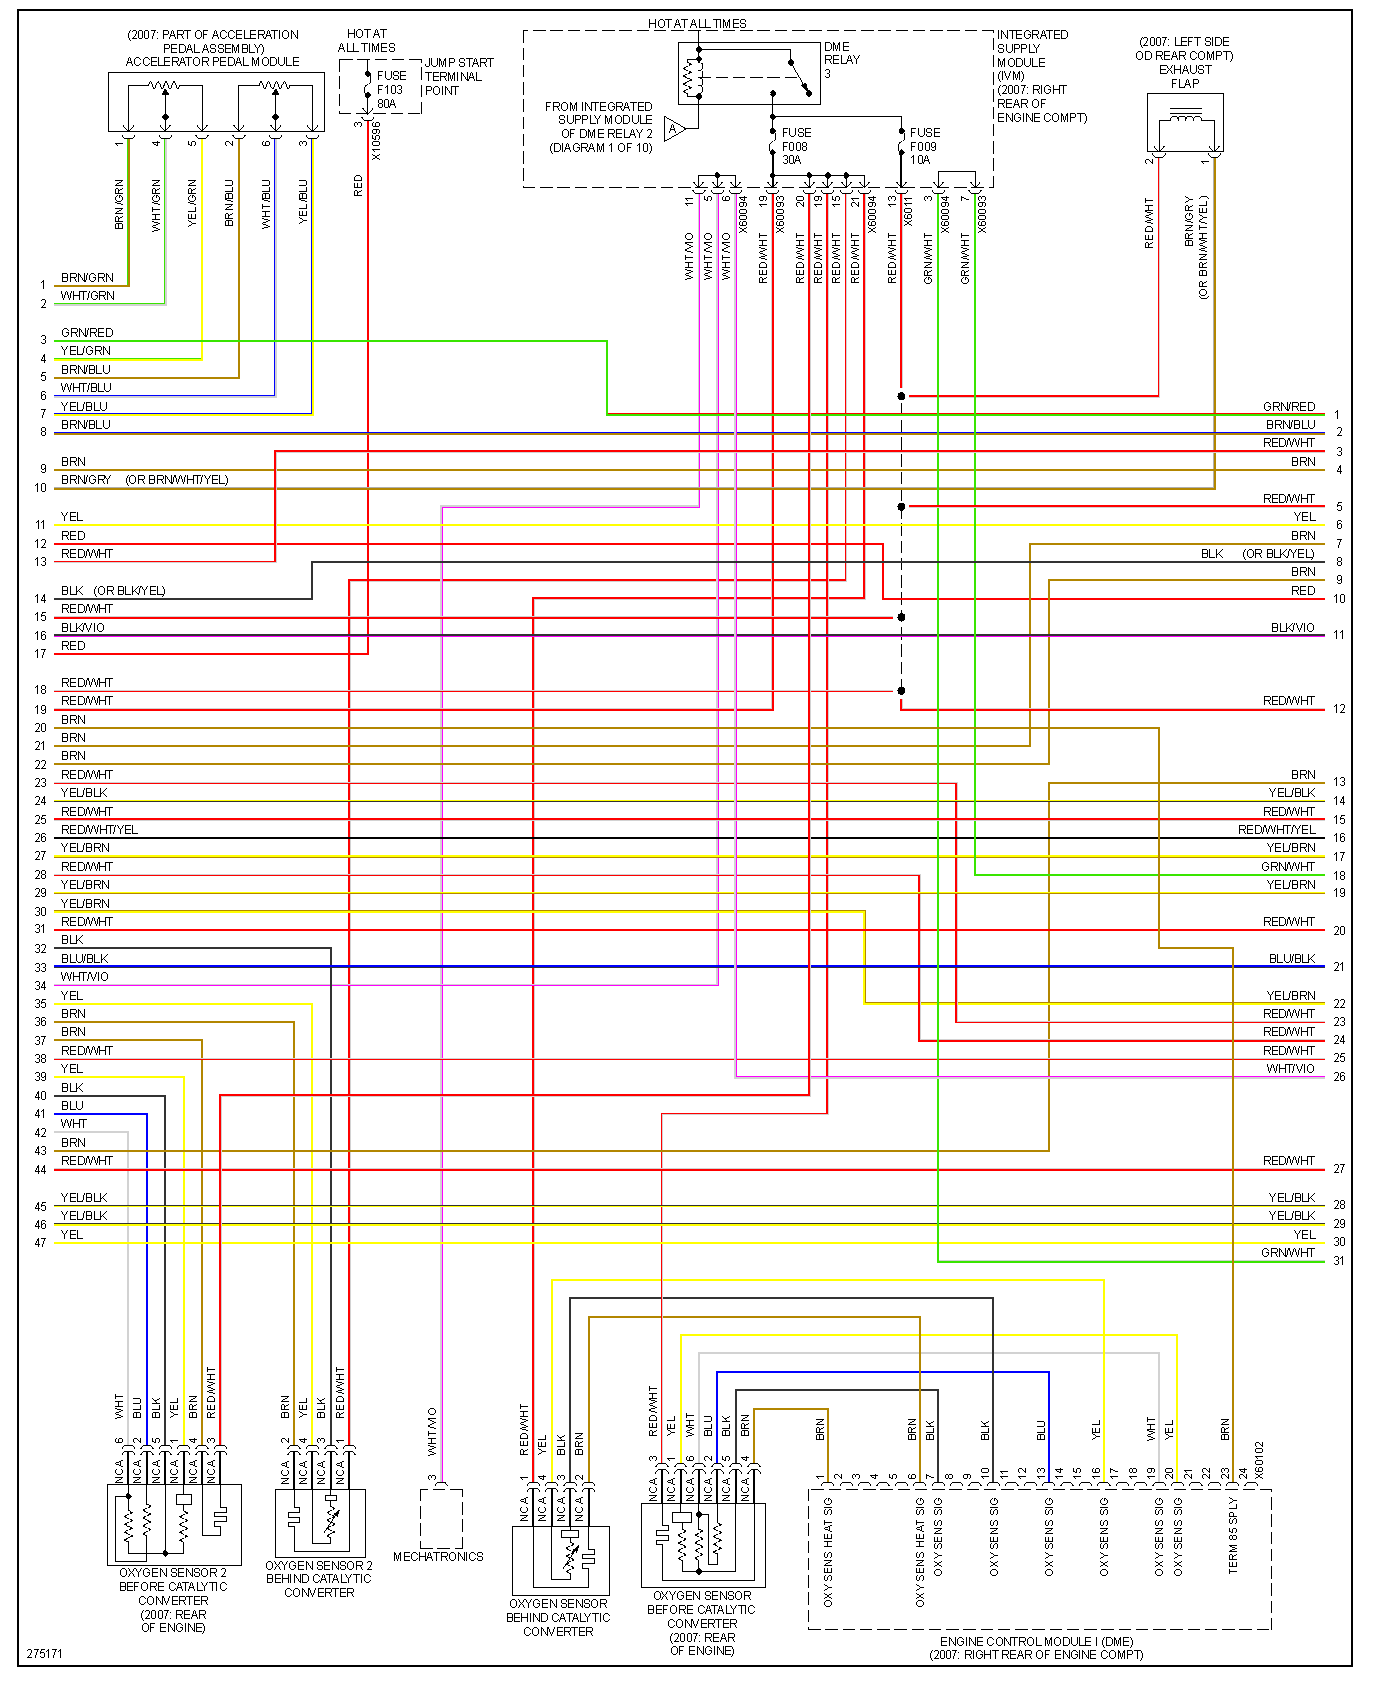 (2007: PART OF ACCELERATION
PEDAL ASSEMBLY)
ACCELERATOR PEDAL MODULE
HOT AT
ALL TIMES
FUSE
F103
80A
JUMP START
TERMINAL
POINT
HOT AT ALL TIMES
DME
RELAY
3
INTEGRATED
SUPPLY
MODULE
(IVM)
(2007: RIGHT
REAR OF
ENGINE COMPT)
FROM INTEGRATED
SUPPLY MODULE
OF DME RELAY 2
(DIAGRAM 1 OF 10)
A
FUSE
F008
30A
FUSE
F009
10A
(2007: LEFT SIDE
OD REAR COMPT)
EXHAUST
FLAP
1 4 5 2 6 3
3 X10596
11 5 6 X60094 19 X60093 20 19 15 21 X60094 13 X6011 3 X60094 7 X60093
2 1
BRN/GRN WHT/GRN YEL/GRN BRN/BLU WHT/BLU YEL/BLU
RED
WHT/VIO WHT/VIO WHT/VIO RED/WHT RED/WHT RED/WHT RED/WHT RED/WHT RED/WHT GRN/WHT GRN/WHT
RED/WHT
BRN/GRY
(OR BRN/WHT/YEL)
1 BRN/GRN
2 WHT/GRN
3 GRN/RED
4 YEL/GRN
5 BRN/BLU
6 WHT/BLU
7 YEL/BLU
8 BRN/BLU
9 BRN
10 BRN/GRY (OR BRN/WHT/YEL)
11 YEL
12 RED
13 RED/WHT
14 BLK (OR BLK/YEL)
15 RED/WHT
16 BLK/VIO
17 RED
18 RED/WHT
19 RED/WHT
20 BRN
21 BRN
22 BRN
23 RED/WHT
24 YEL/BLK
25 RED/WHT
26 RED/WHT/YEL
27 YEL/BRN
28 RED/WHT
29 YEL/BRN
30 YEL/BRN
31 RED/WHT
32 BLK
33 BLU/BLK
34 WHT/VIO
35 YEL
36 BRN
37 BRN
38 RED/WHT
39 YEL
40 BLK
41 BLU
42 WHT
43 BRN
44 RED/WHT
45 YEL/BLK
46 YEL/BLK
47 YEL
GRN/RED 1
BRN/BLU 2
RED/WHT 3
BRN 4
RED/WHT 5
YEL 6
BRN 7
BLK (OR BLK/YEL) 8
BRN 9
RED 10
BLK/VIO 11
RED/WHT 12
BRN 13
YEL/BLK 14
RED/WHT 15
RED/WHT/YEL 16
YEL/BRN 17
GRN/WHT 18
YEL/BRN 19
RED/WHT 20
BLU/BLK 21
YEL/BRN 22
RED/WHT 23
RED/WHT 24
RED/WHT 25
WHT/VIO 26
RED/WHT 27
YEL/BLK 28
YEL/BLK 29
YEL 30
GRN/WHT 31
WHT BLU BLK YEL BRN RED/WHT
6 2 5 1 4 3
NCA NCA NCA NCA NCA NCA
OXYGEN SENSOR 2
BEFORE CATALYTIC
CONVERTER
(2007: REAR
OF ENGINE)
BRN YEL BLK RED/WHT
2 4 3 1
NCA NCA NCA NCA
OXYGEN SENSOR 2
BEHIND CATALYTIC
CONVERTER
WHT/VIO
3
MECHATRONICS
RED/WHT YEL BLK BRN
1 4 3 2
NCA NCA NCA NCA
OXYGEN SENSOR
BEHIND CATALYTIC
CONVERTER
RED/WHT YEL WHT BLU BLK BRN
3 1 6 2 5 4
NCA NCA NCA NCA NCA NCA
OXYGEN SENSOR
BEFORE CATALYTIC
CONVERTER
(2007: REAR
OF ENGINE)
BRN BRN BLK BLK BLU YEL WHT YEL BRN
1 2 3 4 5 6 7 8 9 10 11 12 13 14 15 16 17 18 19 20 21 22 23 24 X60102
OXY SENS HEAT SIG
OXY SENS HEAT SIG
OXY SENS SIG
OXY SENS SIG
OXY SENS SIG
OXY SENS SIG
OXY SENS SIG
OXY SENS SIG
TERM 85 SPLY
ENGINE CONTROL MODULE I (DME)
(2007: RIGHT REAR OF ENGINE COMPT)
275171